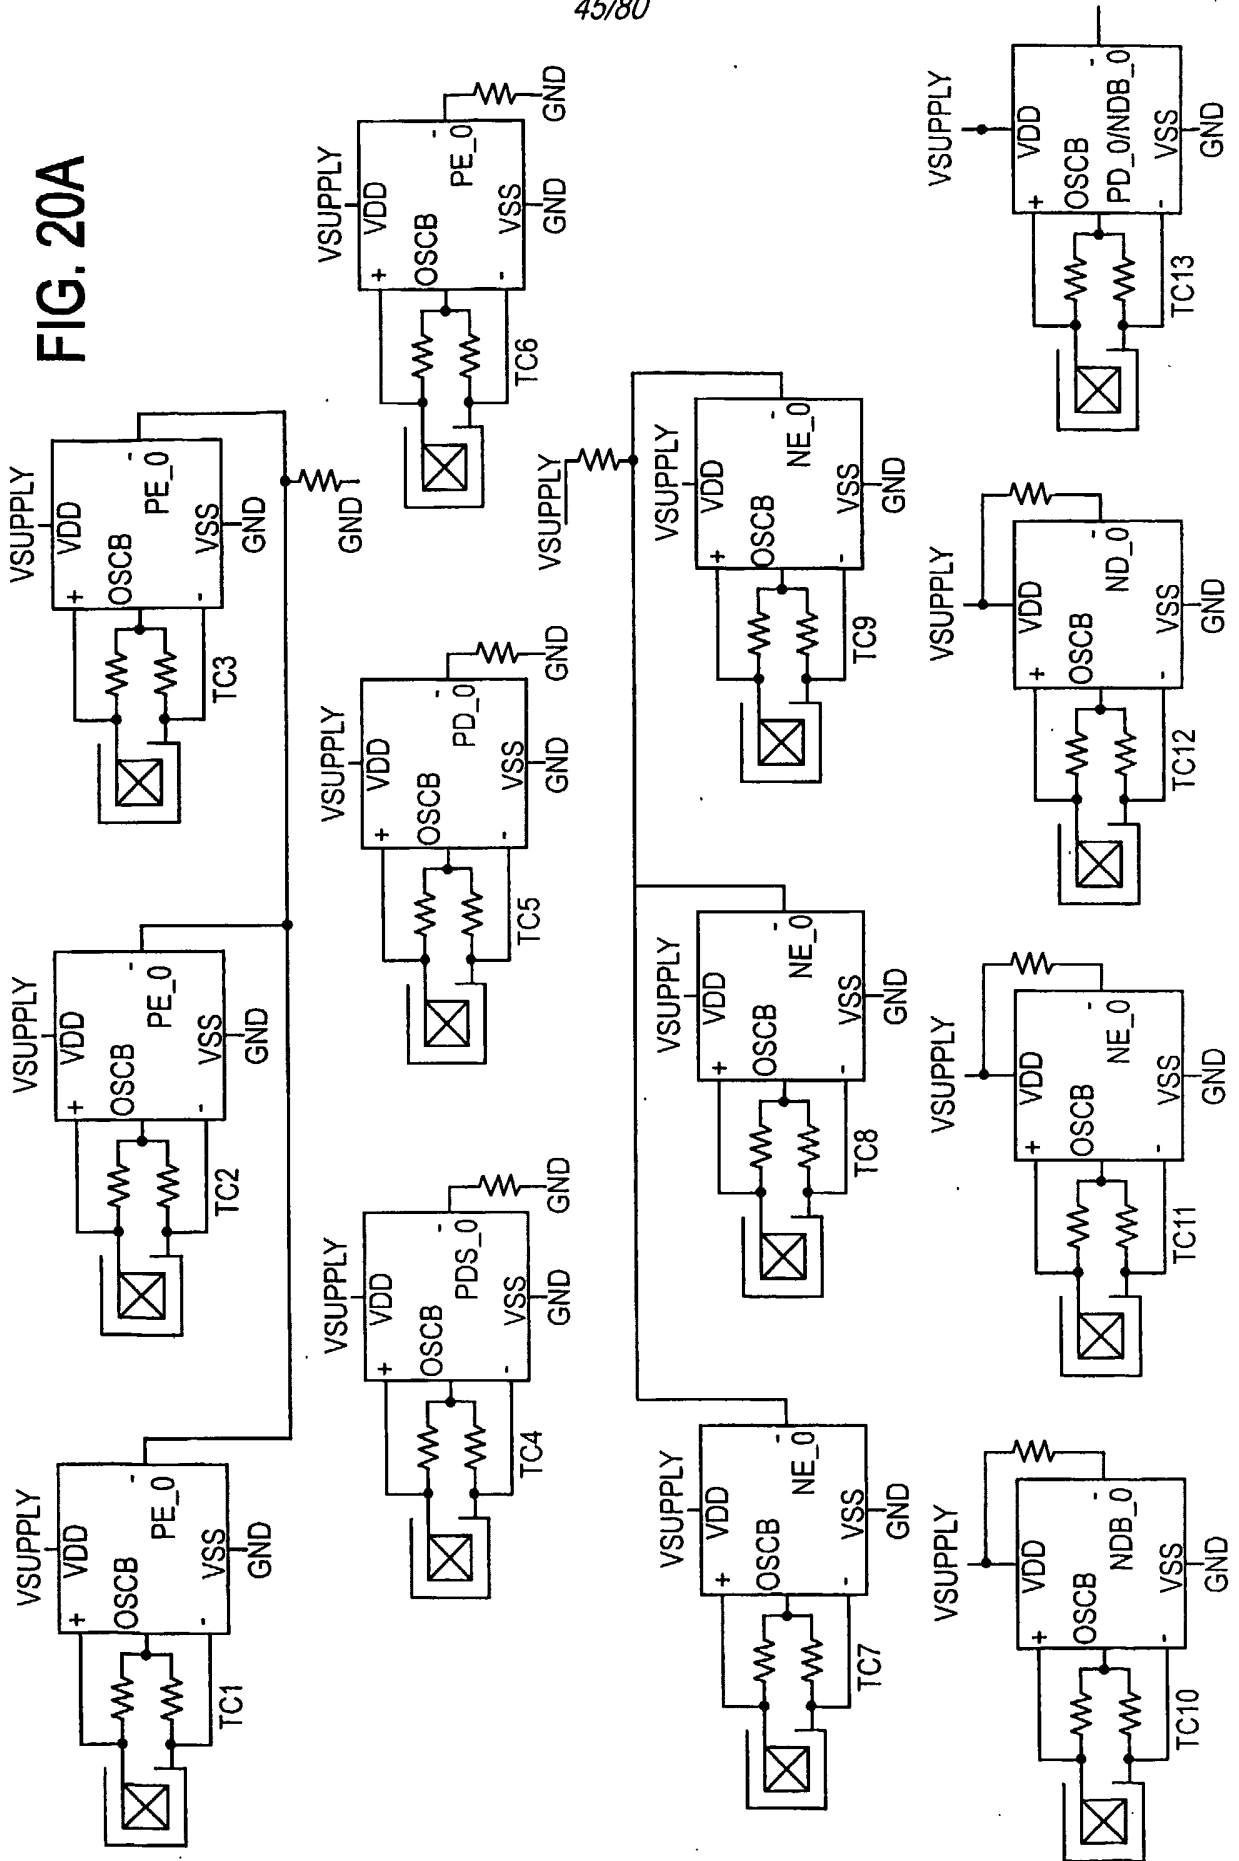 45/80
FIG. 20A
VSUPPLY
VDD
+
OSCB
-
PE_0
-
VSS
GND
TC1
VSUPPLY
VDD
+
OSCB
-
PE_0
-
VSS
GND
TC2
VSUPPLY
VDD
+
OSCB
-
PE_0
-
VSS
GND
TC3
GND
VSUPPLY
VDD
+
OSCB
-
PDS_0
-
VSS
GND
GND
TC4
VSUPPLY
VDD
+
OSCB
-
PD_0
-
VSS
GND
GND
TC5
VSUPPLY
VDD
+
OSCB
-
PE_0
-
VSS
GND
GND
TC6
VSUPPLY
VSUPPLY
VDD
+
OSCB
-
NE_0
-
VSS
GND
TC7
VSUPPLY
VDD
+
OSCB
-
NE_0
-
VSS
GND
TC8
VSUPPLY
VDD
+
OSCB
-
NE_0
-
VSS
GND
TC9
VSUPPLY
VDD
+
OSCB
-
NDB_0
-
VSS
GND
TC10
VSUPPLY
VDD
+
OSCB
-
NE_0
-
VSS
GND
TC11
VSUPPLY
VDD
+
OSCB
-
ND_0
-
VSS
GND
TC12
VSUPPLY
VDD
+
OSCB
-
PD_0/NDB_0
-
VSS
GND
TC13